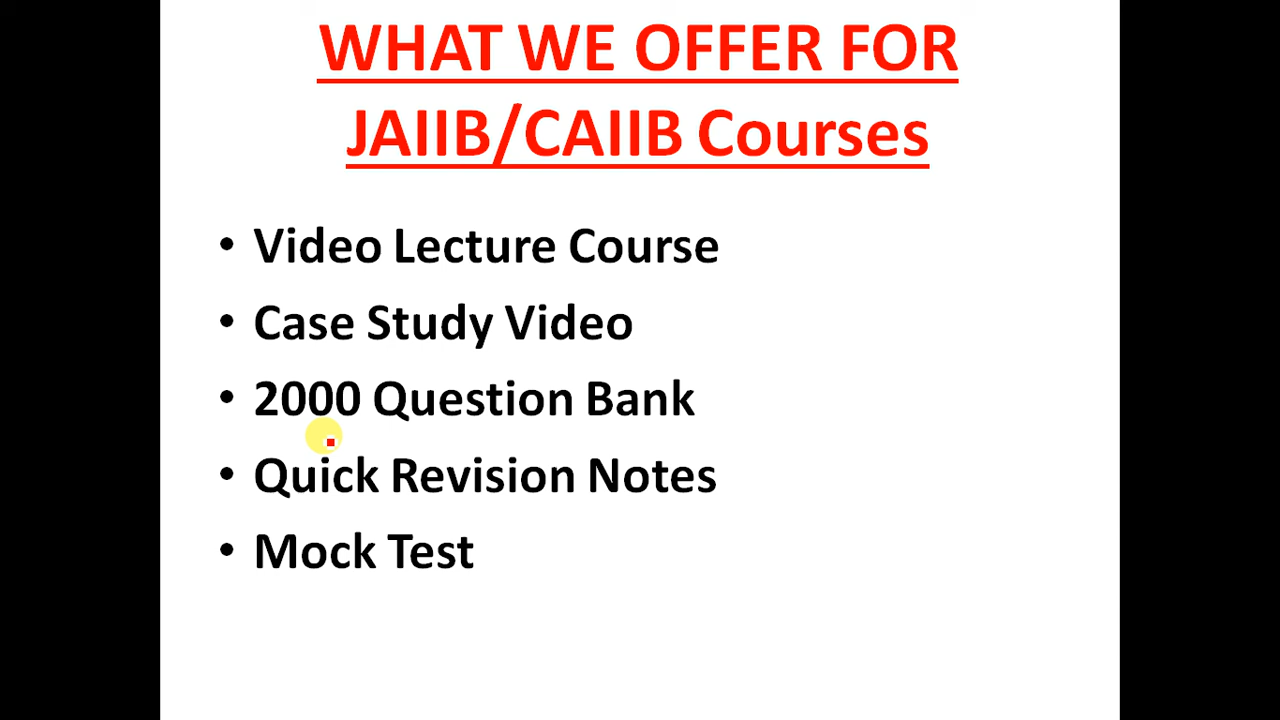 WHAT WE OFFER FOR
JAIIB/CAIIB Courses
• Video Lecture Course
• Case Study Video
• 2000 Question Bank
• Quick Revision Notes
• Mock Test